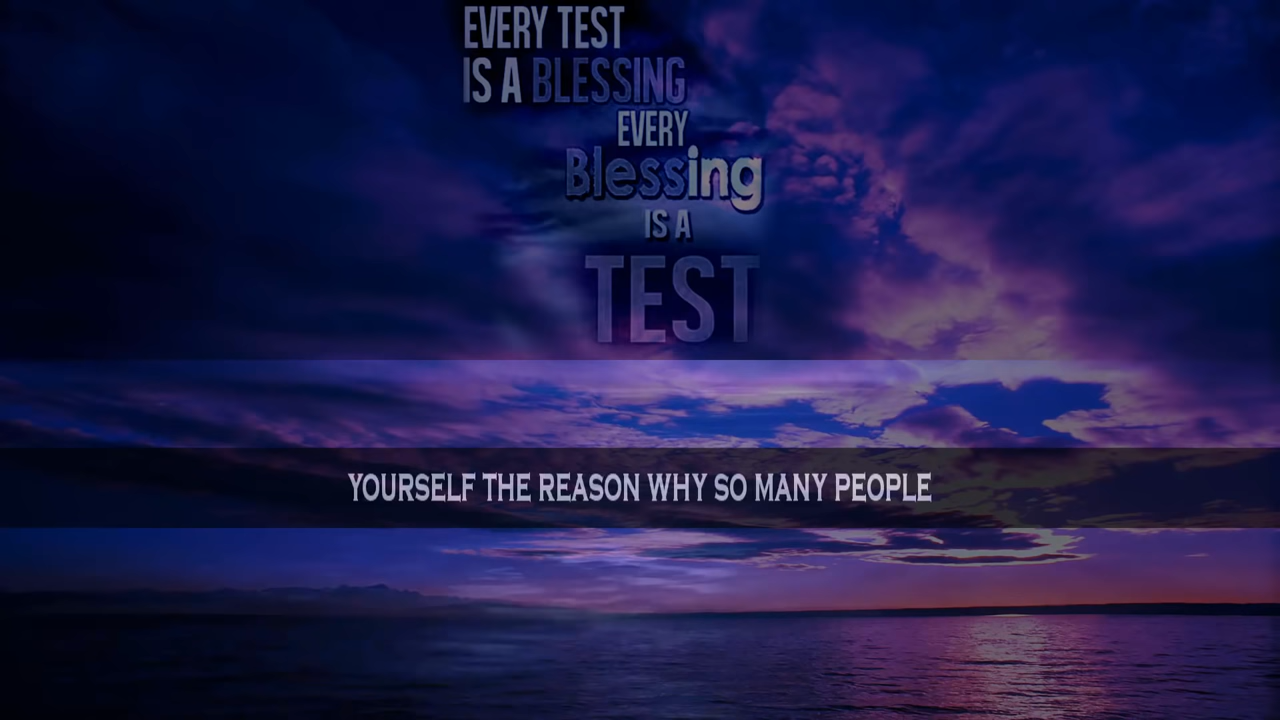 EVERY TEST
IS A BLESSING
EVERY
Blessing
IS A
TEST
YOURSELF THE REASON WHY SO MANY PEOPLE